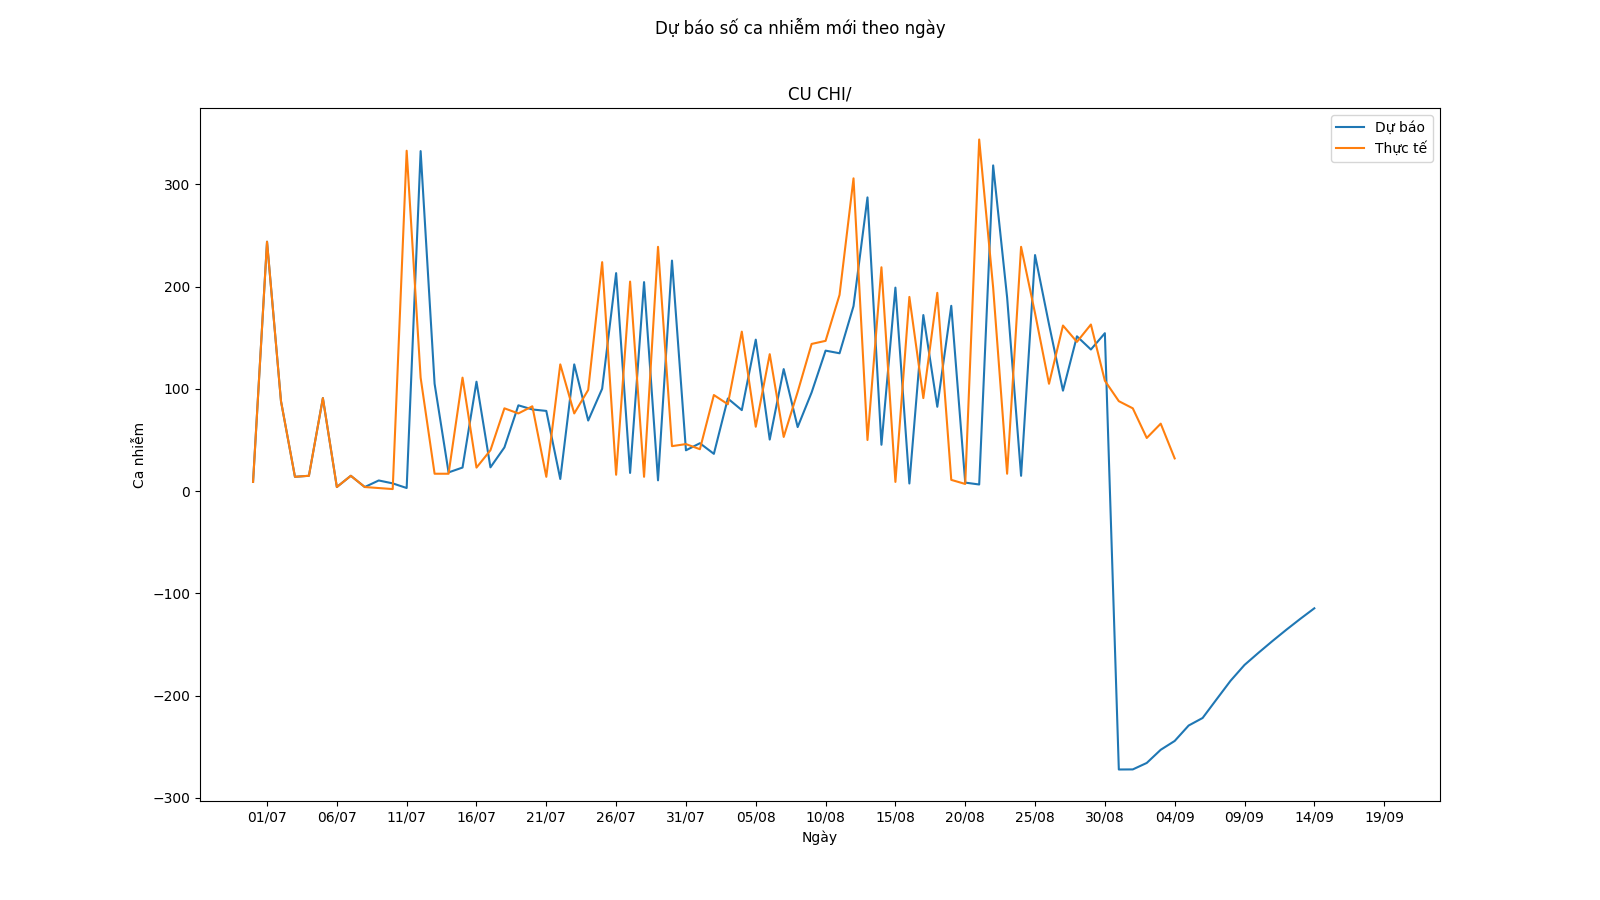 Dự báo số ca nhiễm mới theo ngày
CU CHI/
Dự báo
Thực tế
300
200
100
0
−100
−200
−300
Ca nhiễm
01/07 06/07 11/07 16/07 21/07 26/07 31/07 05/08 10/08 15/08 20/08 25/08 30/08 04/09 09/09 14/09 19/09
Ngày